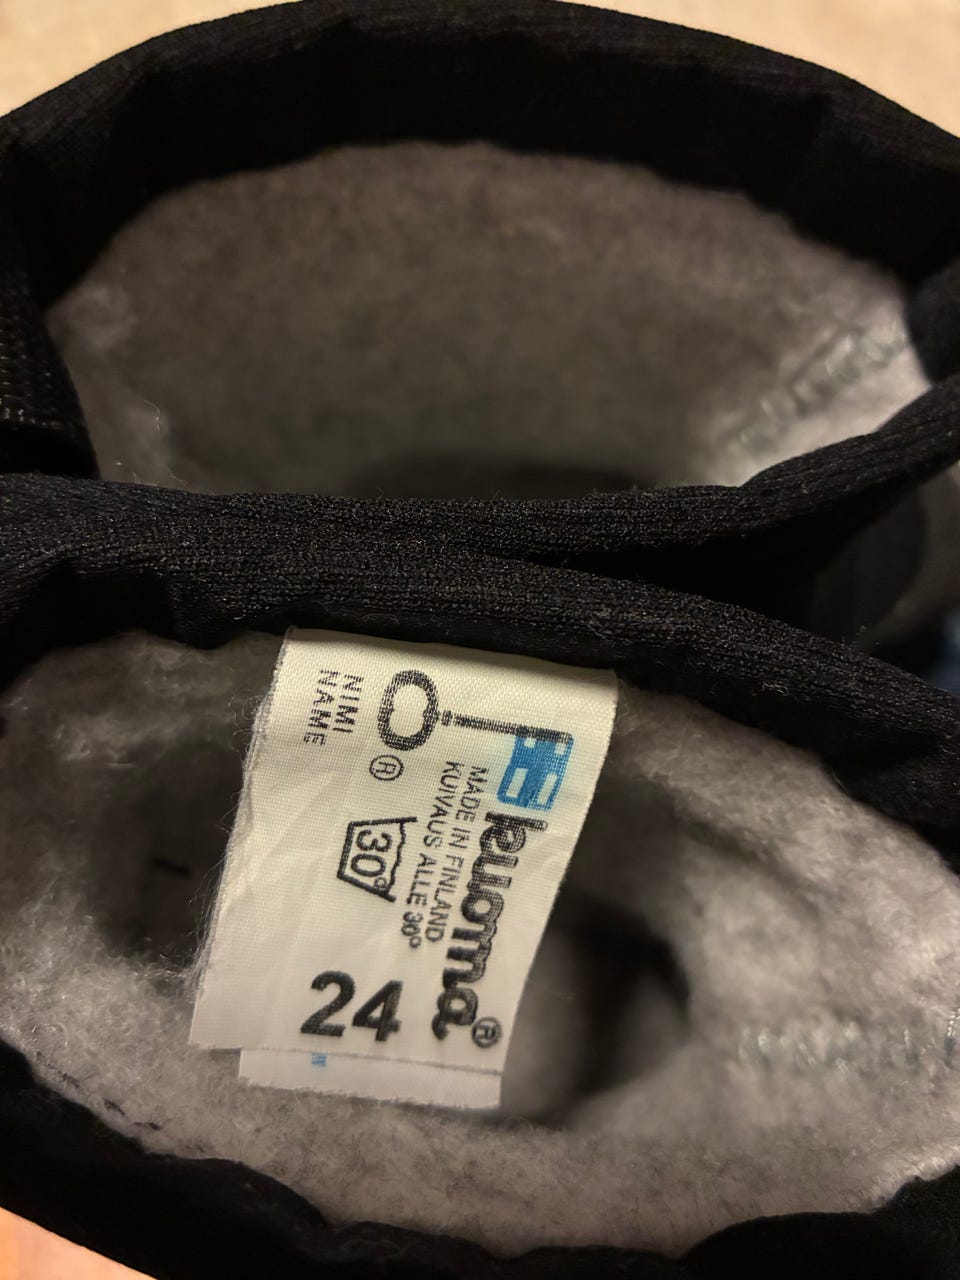 kuoma®
MADE IN FINLAND
KUIVAUS ALLE 30°
®
30°
NIMI
NAME
24